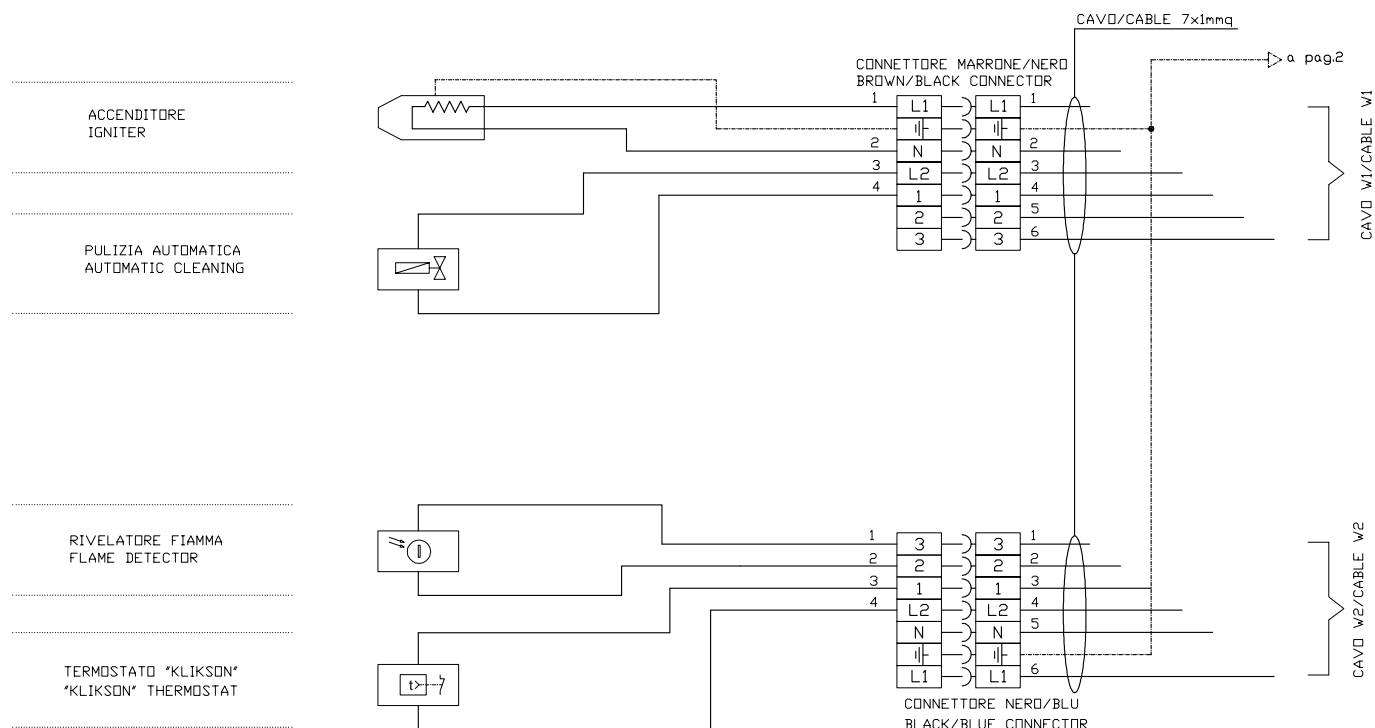 CAVO/CABLE 7x1mmq
a pag.2
CONNETTORE MARRONE/NERO
BROWN/BLACK CONNECTOR
ACCENDITORE
IGNITER
1 L1 L1 1
2 N N 2
3 L2 L2 3
4 1 1 4
2 2 5
3 3 6
CAVO W1/CABLE W1
PULIZIA AUTOMATICA
AUTOMATIC CLEANING
RIVELATORE FIAMMA
FLAME DETECTOR
1 3 3 1
2 2 2 2
3 1 1 3
4 L2 L2 4
N N 5
L1 L1 6
CAVO W2/CABLE W2
TERMOSTATO "KLIKSON"
"KLIKSON" THERMOSTAT
t>
CONNETTORE NERO/BLU
BLACK/BLUE CONNECTOR